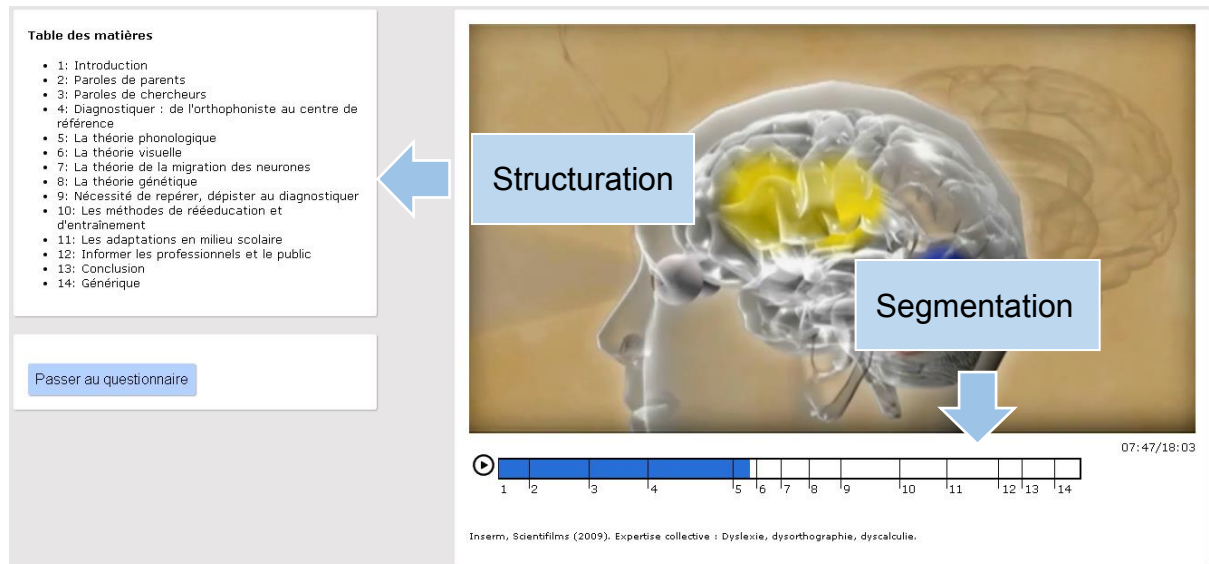 Table des matières
1: Introduction
2: Paroles de parents
3: Paroles de chercheurs
4: Diagnostiquer : de l'orthophoniste au centre de
référence
5: La théorie phonologique
6: La théorie visuelle
7: La théorie de la migration des neurones
8: La théorie génétique
9: Nécessité de repérer, dépister au diagnostiquer
10: Les méthodes de rééeducation et
d'entraînement
11: Les adaptations en milieu scolaire
12: Informer les professionnels et le public
13: Conclusion
14: Générique
Passer au questionnaire
Structuration
Segmentation
07:47/18:03
1 2 3 4 5 6 7 8 9 10 11 12 13 14
Inserm, Scientifilms (2009). Expertise collective : Dyslexie, dysorthographie, dyscalculie.